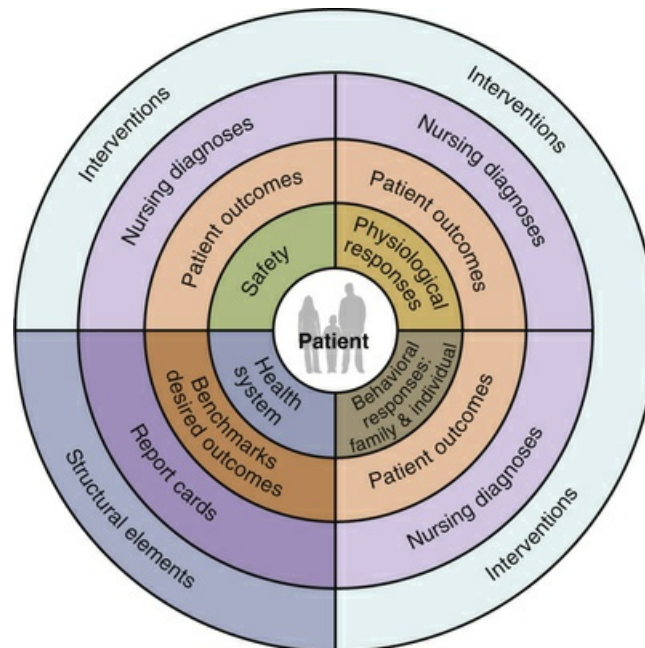 Interventions
Interventions
Nursing diagnoses
Nursing diagnoses
Patient outcomes
Patient outcomes
Safety
Physiological
responses
Patient
Health
system
Behavioral
responses:
family & individual
Benchmarks
desired outcomes
Patient outcomes
Report cards
Nursing diagnoses
Structural elements
Interventions